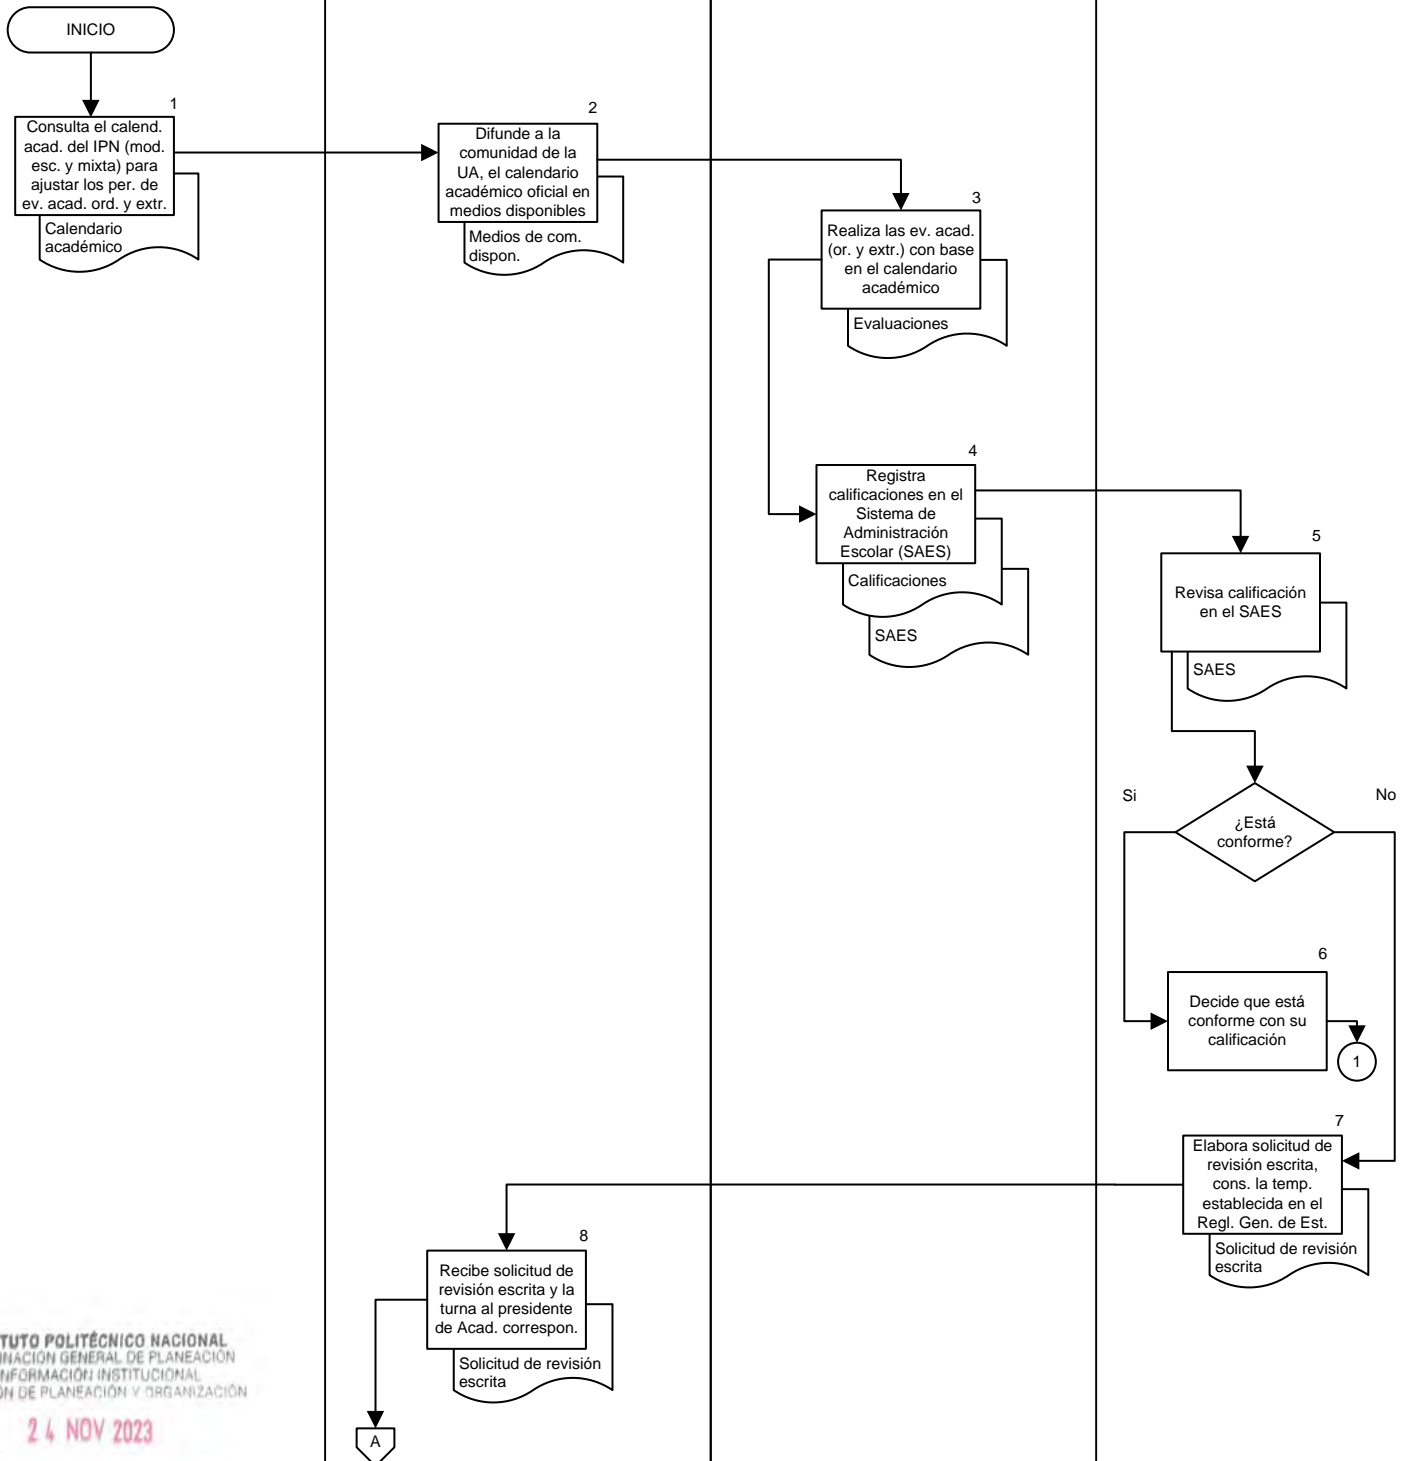 INICIO
1
Consulta el calend.
acad. del IPN (mod.
esc. y mixta) para
ajustar los per. de
ev. acad. ord. y extr.
Calendario
académico
2
Difunde a la
comunidad de la
UA, el calendario
académico oficial en
medios disponibles
Medios de com.
dispon.
3
Realiza las ev. acad.
(or. y extr.) con base
en el calendario
académico
Evaluaciones
4
Registra
calificaciones en el
Sistema de
Administración
Escolar (SAES)
Calificaciones
SAES
5
Revisa calificación
en el SAES
SAES
Si
No
¿Está
conforme?
6
Decide que está
conforme con su
calificación
1
7
Elabora solicitud de
revisión escrita,
cons. la temp.
establecida en el
Regl. Gen. de Est.
Solicitud de revisión
escrita
8
Recibe solicitud de
revisión escrita y la
turna al presidente
de Acad. correspon.
Solicitud de revisión
escrita
A
TUTO POLITÉCNICO NACIONAL
INACIÓN GENERAL DE PLANEACIÓN
NFORMACIÓN INSTITUCIONAL
ÓN DE PLANEACIÓN Y ORGANIZACIÓN
24 NOV 2023